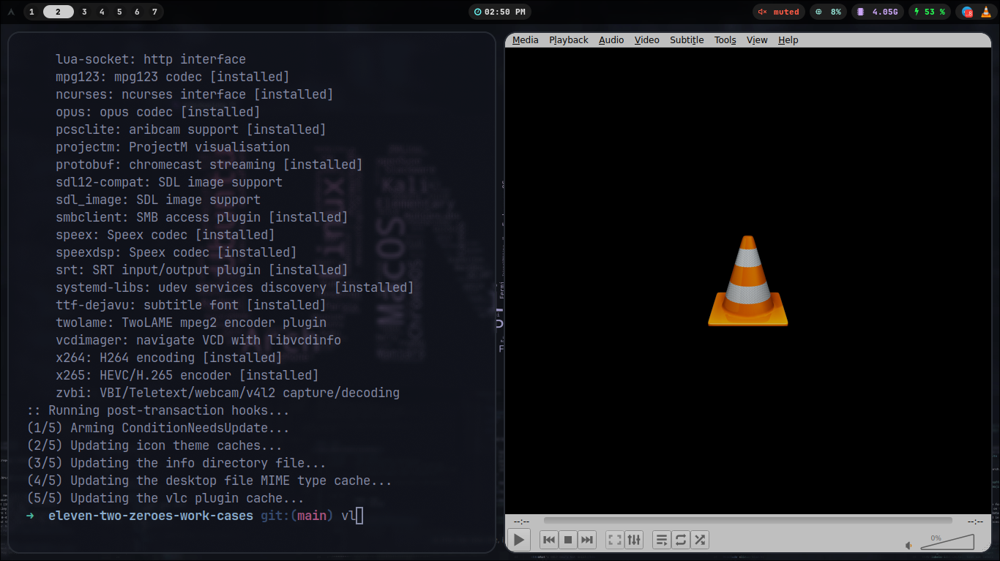 1 2 3 4 5 6 7
02:50 PM
muted 8% 4.05G 53 %
lua-socket: http interface
mpg123: mpg123 codec [installed]
ncurses: ncurses interface [installed]
opus: opus codec [installed]
pcsclite: aribcam support [installed]
projectm: ProjectM visualisation
protobuf: chromecast streaming [installed]
sdl12-compat: SDL image support
sdl_image: SDL image support
smbclient: SMB access plugin [installed]
speex: Speex codec [installed]
speexdsp: Speex codec [installed]
srt: SRT input/output plugin [installed]
systemd-libs: udev services discovery [installed]
ttf-dejavu: subtitle font [installed]
twolame: TwoLAME mpeg2 encoder plugin
vcdimager: navigate VCD with libvcdinfo
x264: H264 encoding [installed]
x265: HEVC/H.265 encoder [installed]
zvbi: VBI/Teletext/webcam/v4l2 capture/decoding
:: Running post-transaction hooks...
(1/5) Arming ConditionNeedsUpdate...
(2/5) Updating icon theme caches...
(3/5) Updating the info directory file...
(4/5) Updating the desktop file MIME type cache...
(5/5) Updating the vlc plugin cache...
→ eleven-two-zeroes-work-cases git:(main) vl
Kali
MacOS
Media Playback Audio Video Subtitle Tools View Help
--:-- --:--
0%